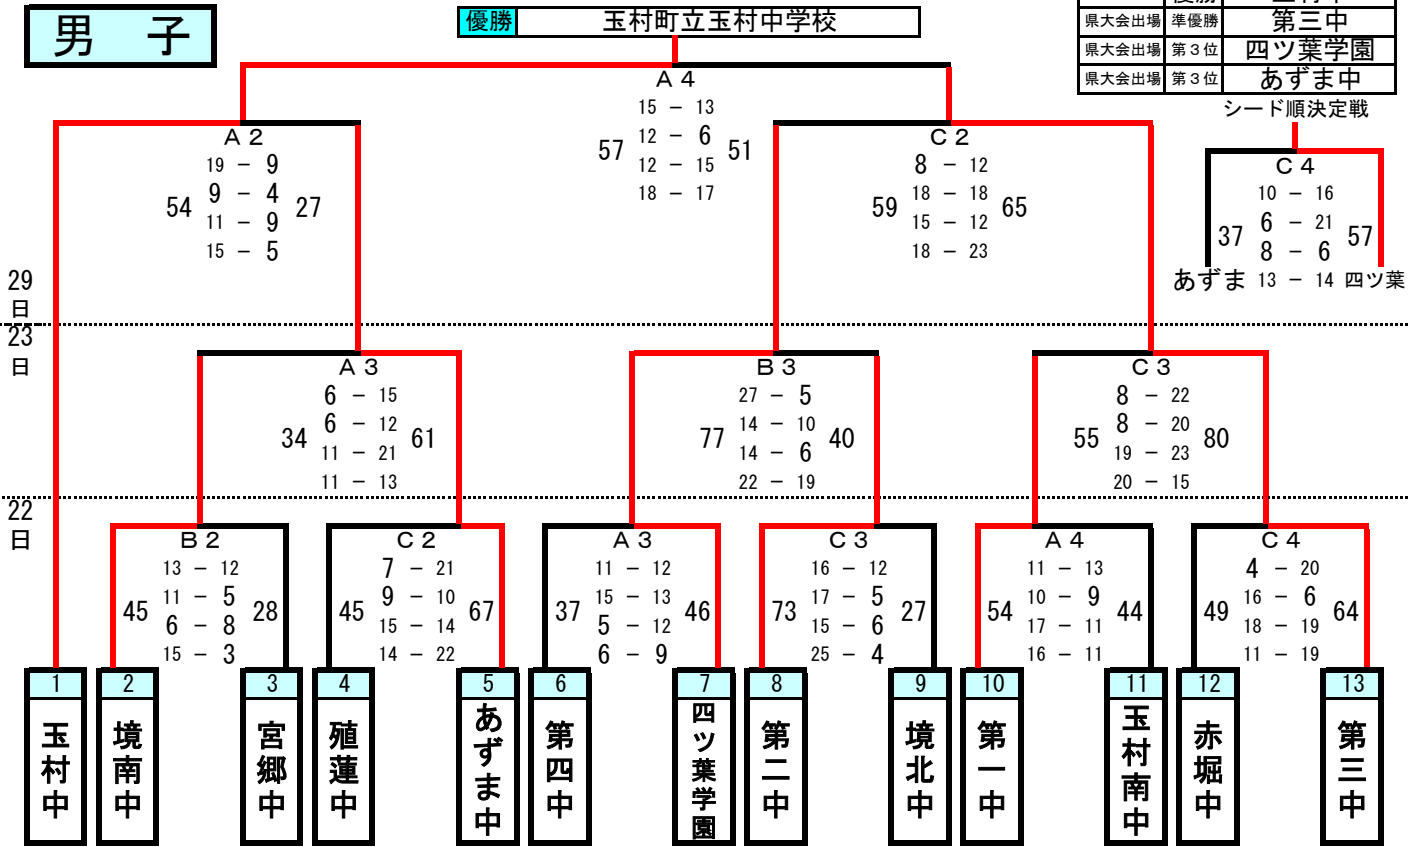 男 子
優勝 玉村町立玉村中学校
県大会出場 準優勝 第三中
県大会出場 第3位 四ツ葉学園
県大会出場 第3位 あずま中
シード順決定戦
A4
15 - 13
12 - 6
12 - 15
18 - 17
57 51
A2
19 - 9
9 - 4
11 - 9
15 - 5
54 27
C2
8 - 12
18 - 18
15 - 12
18 - 23
59 65
C4
10 - 16
6 - 21
8 - 6
13 - 14
37 57
あずま 四ツ葉
29
日
23
日
A3
6 - 15
6 - 12
11 - 21
11 - 13
34 61
B3
27 - 5
14 - 10
14 - 6
22 - 19
77 40
C3
8 - 22
8 - 20
19 - 23
20 - 15
55 80
22
日
B2
13 - 12
11 - 5
6 - 8
15 - 3
45 28
C2
7 - 21
9 - 10
15 - 14
14 - 22
45 67
A3
11 - 12
15 - 13
5 - 12
6 - 9
37 46
C3
16 - 12
17 - 5
15 - 6
25 - 4
73 27
A4
11 - 13
10 - 9
17 - 11
16 - 11
54 44
C4
4 - 20
16 - 6
18 - 19
11 - 19
49 64
1 玉村中
2 境南中
3 宮郷中
4 殖蓮中
5 あずま中
6 第四中
7 四ツ葉学園
8 第二中
9 境北中
10 第一中
11 玉村南中
12 赤堀中
13 第三中